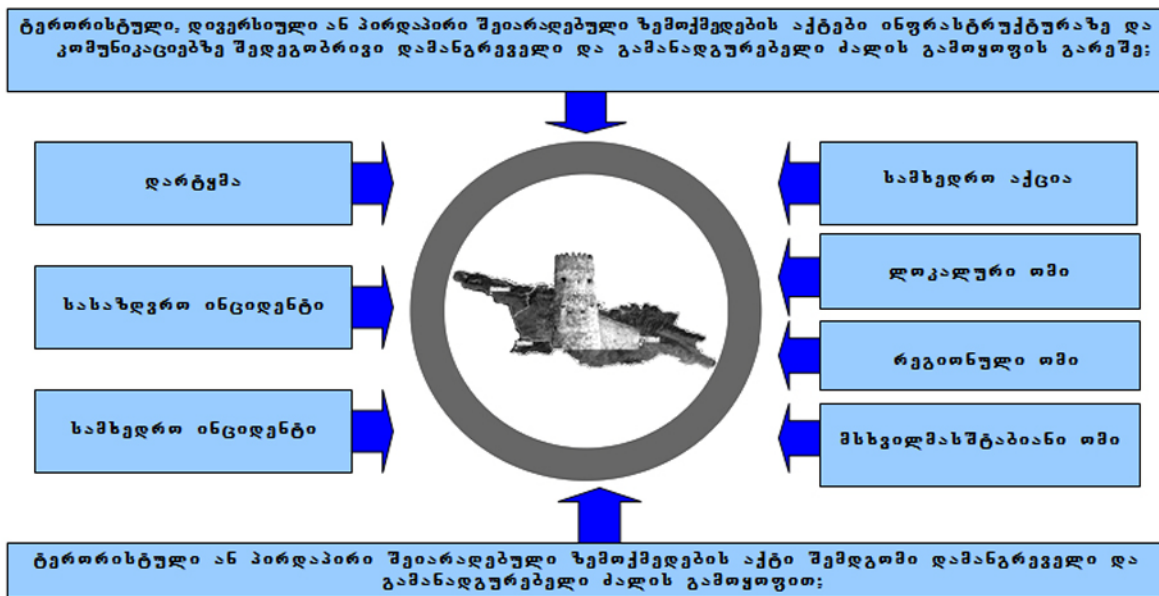 ტერორისტული, დივერსიული ან პირდაპირი შეიარაღებული ზემოქმედების აქტები ინფრასტრუქტურაზე და
კომუნიკაციებზე შედეგობრივი დამანგრეველი და გამანადგურებელი ძალის გამოყოფის გარეშე;
დარტყმა
სასაზღვრო ინციდენტი
სამხედრო ინციდენტი
სამხედრო აქცია
ლოკალური ომი
რეგიონული ომი
მსხვილმასშტაბიანი ომი
ტერორისტული ან პირდაპირი შეიარაღებული ზემოქმედების აქტი შემდგომი დამანგრეველი და
გამანადგურებელი ძალის გამოყოფით;